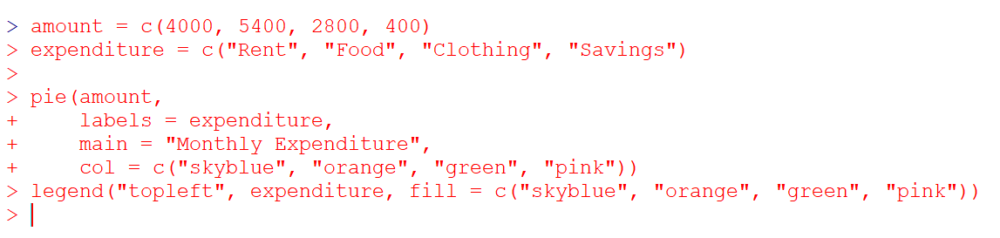 > amount = c(4000, 5400, 2800, 400)
> expenditure = c("Rent", "Food", "Clothing", "Savings")
>
> pie(amount,
+     labels = expenditure,
+     main = "Monthly Expenditure",
+     col = c("skyblue", "orange", "green", "pink"))
> legend("topleft", expenditure, fill = c("skyblue", "orange", "green", "pink"))
>